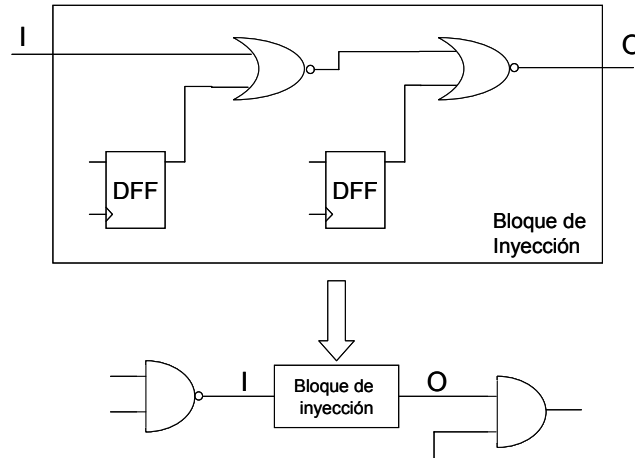 I
O
DFF
DFF
Bloque de
Inyección
I
Bloque de
inyección
O